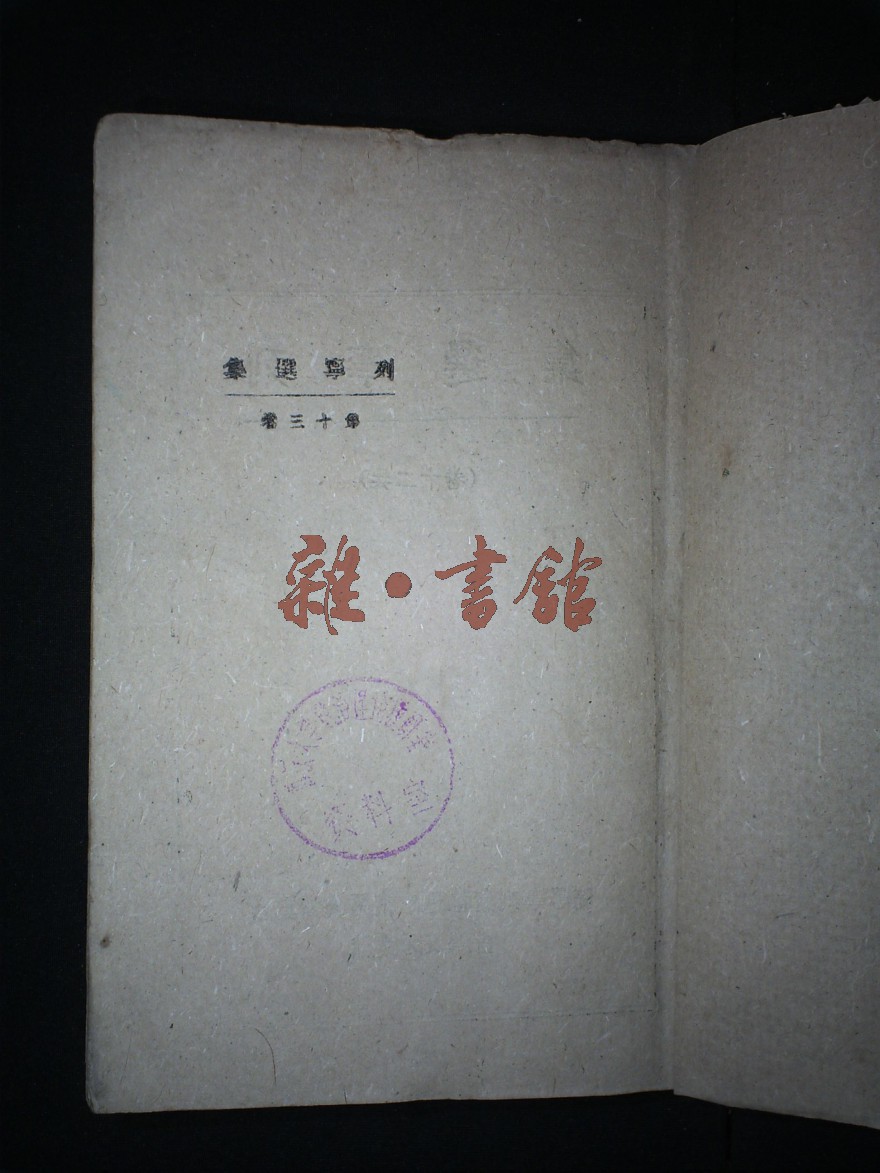 列寧選集
第十三卷
雜·書館
資料室